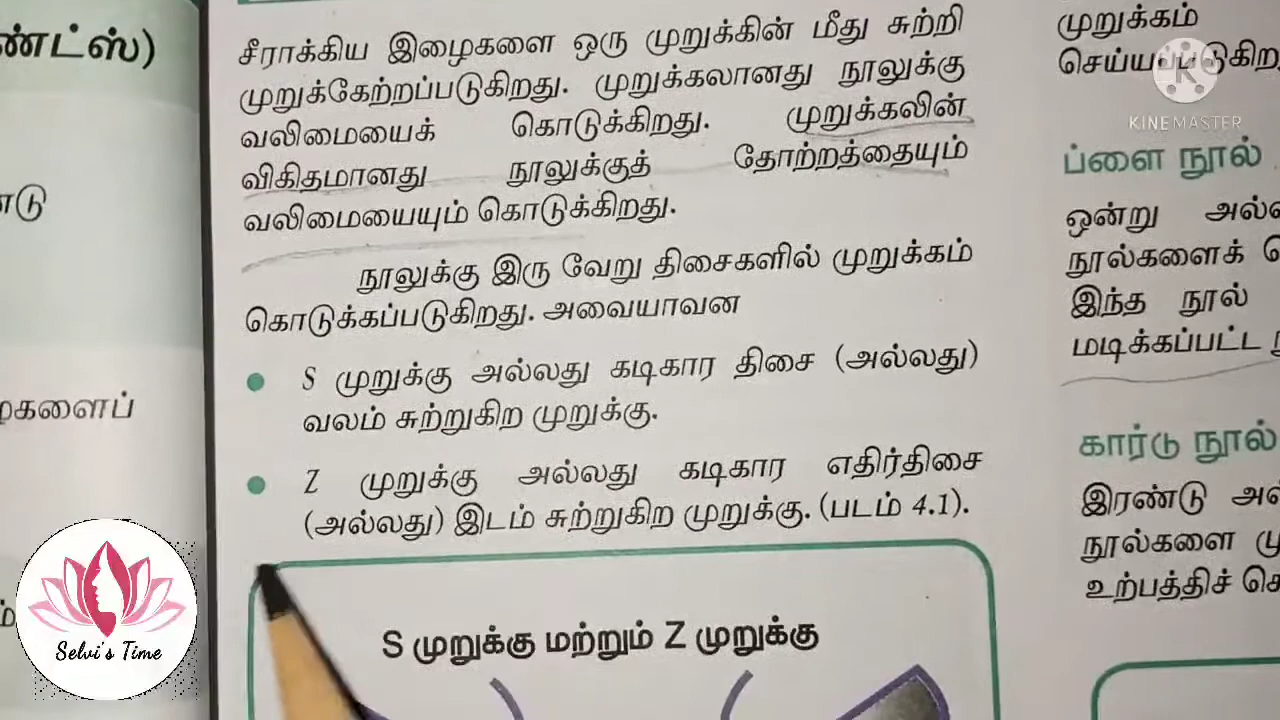 ண்ட்ஸ்)
சீராக்கிய இழைகளை ஒரு முறுக்கின் மீது சுற்றி
முறுக்கேற்றப்படுகிறது. முறுக்கலானது நூலுக்கு
வலிமையைக் கொடுக்கிறது. முறுக்கலின்
விகிதமானது நூலுக்குத் தோற்றத்தையும்
வலிமையையும் கொடுக்கிறது.
நூலுக்கு இரு வேறு திசைகளில் முறுக்கம்
கொடுக்கப்படுகிறது. அவையாவன
S முறுக்கு அல்லது கடிகார திசை (அல்லது)
வலம் சுற்றுகிற முறுக்கு.
Z முறுக்கு அல்லது கடிகார எதிர்திசை
(அல்லது) இடம் சுற்றுகிற முறுக்கு. (படம் 4.1).
S முறுக்கு மற்றும் Z முறுக்கு
முறுக்கம்
ப்ளை நூல்
ஒன்று
நூல்களைக்
இந்த நூல்
மடிக்கப்பட்ட
கார்டு நூல்
இரண்டு
நூல்களை
உற்பத்திச்
KINEMASTER
Selvi's Time